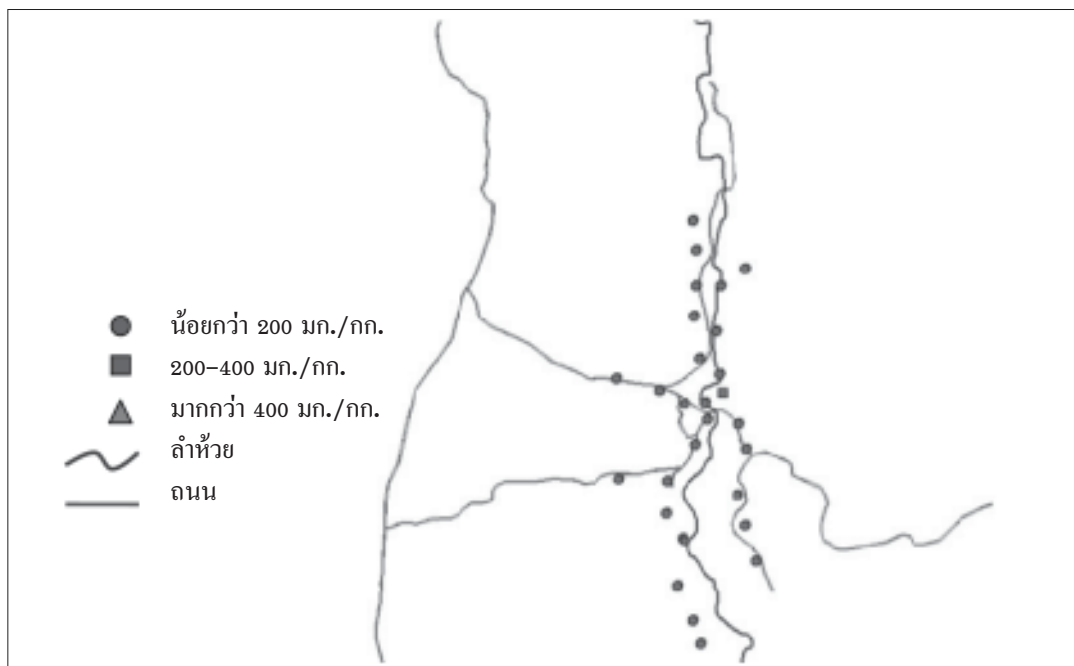 น้อยกว่า 200 มก./กก.
200-400 มก./กก.
มากกว่า 400 มก./กก.
ลำห้วย
ถนน